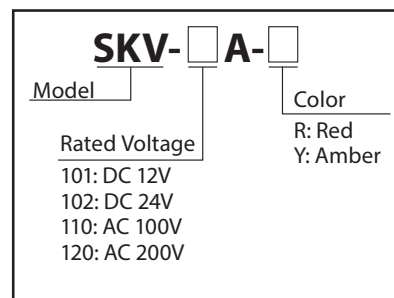 SKV-□A-□
Model
Color
R: Red
Y: Amber
Rated Voltage
101: DC 12V
102: DC 24V
110: AC 100V
120: AC 200V